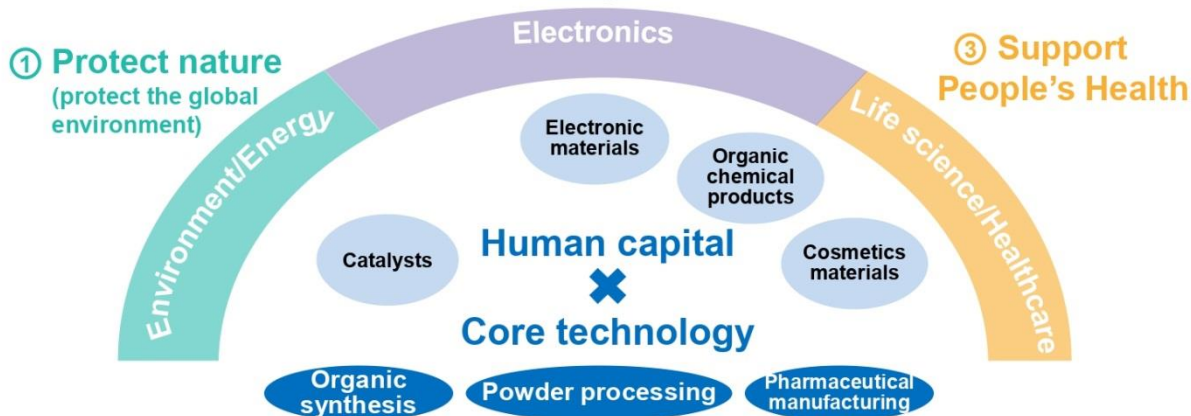 Electronics
① Protect nature
(protect the global
environment)
③ Support
People's Health
Environment/Energy
Life science/Healthcare
Electronic
materials
Organic
chemical
products
Catalysts
Cosmetics
materials
Human capital
×
Core technology
Organic
synthesis
Powder processing
Pharmaceutical
manufacturing